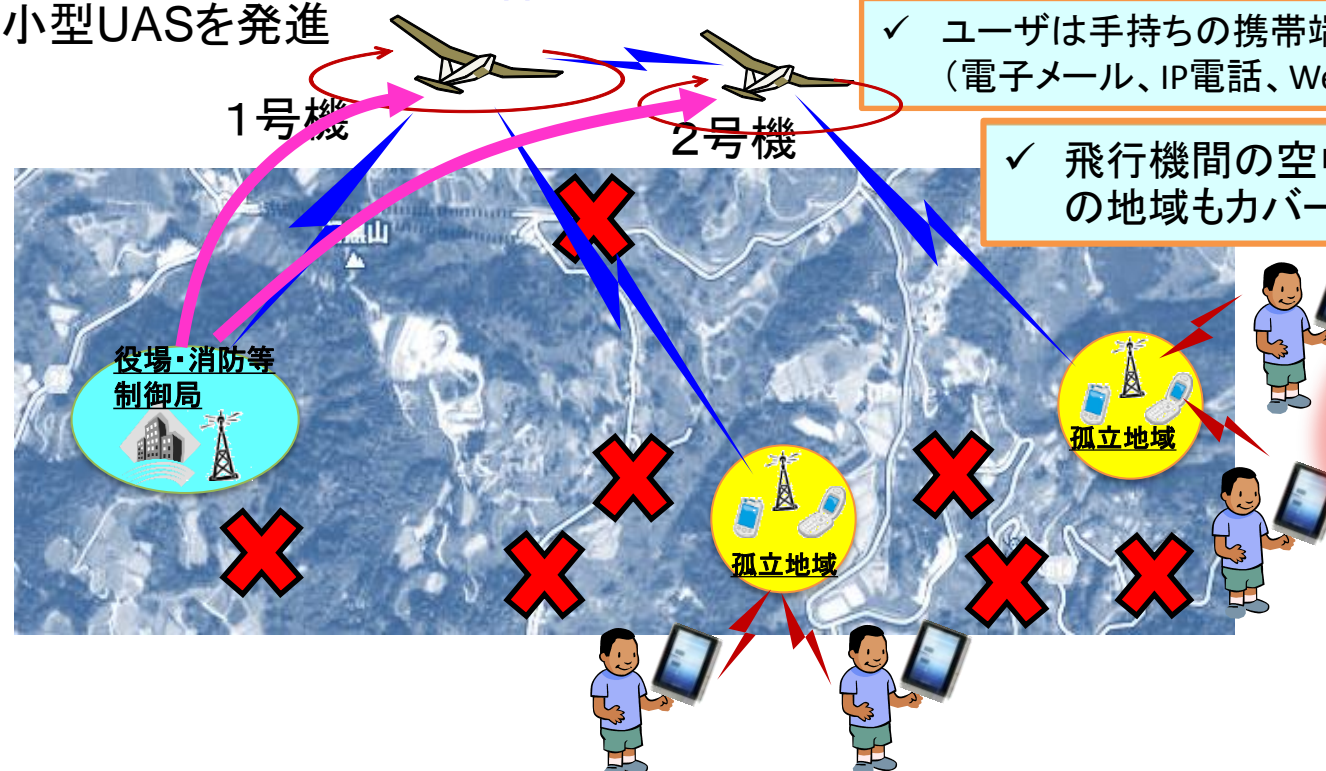 小型UASを発進
✓ ユーザは手持ちの携帯端
（電子メール、IP電話、We
1号機
2号機
✓ 飛行機間の空
の地域もカバー
山
役場・消防等
制御局
孤立地域
孤立地域